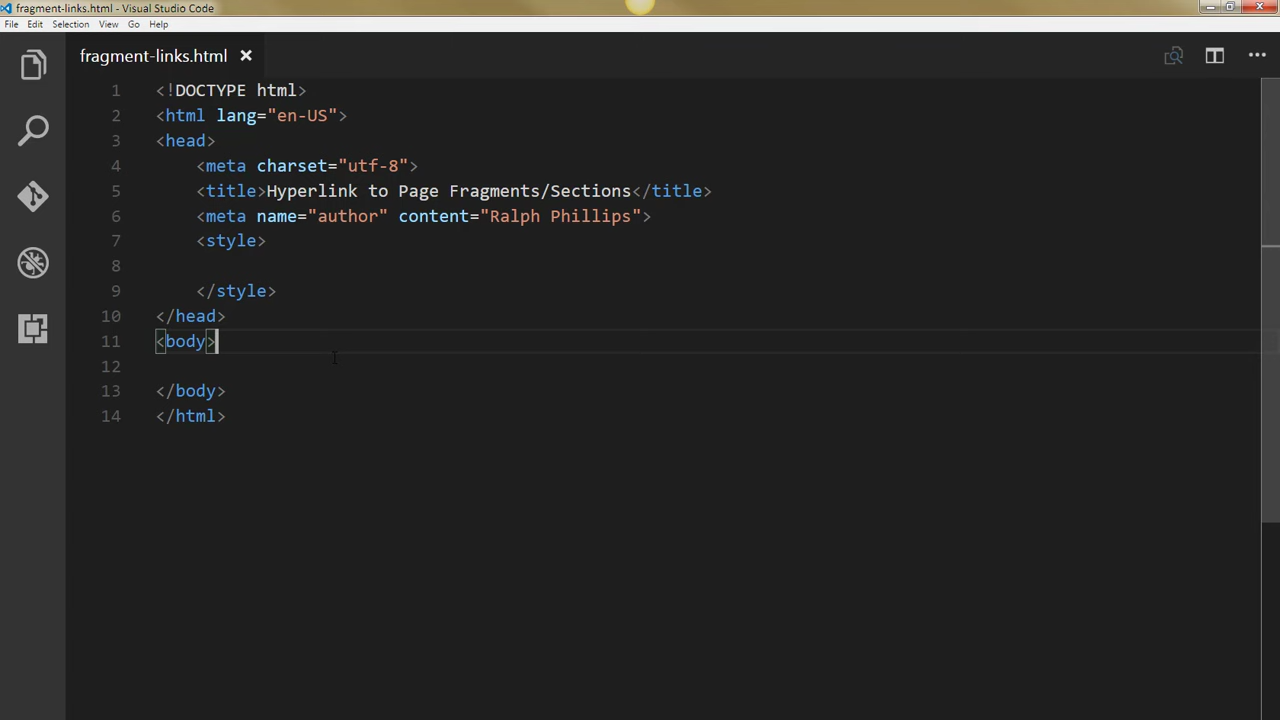 fragment-links.html - Visual Studio Code
File Edit Selection View Go Help
fragment-links.html
1 <!DOCTYPE html>
2 <html lang="en-US">
3 <head>
4 <meta charset="utf-8">
5 <title>Hyperlink to Page Fragments/Sections</title>
6 <meta name="author" content="Ralph Phillips">
7 <style>
8
9 </style>
10 </head>
11 <body>
12
13 </body>
14 </html>